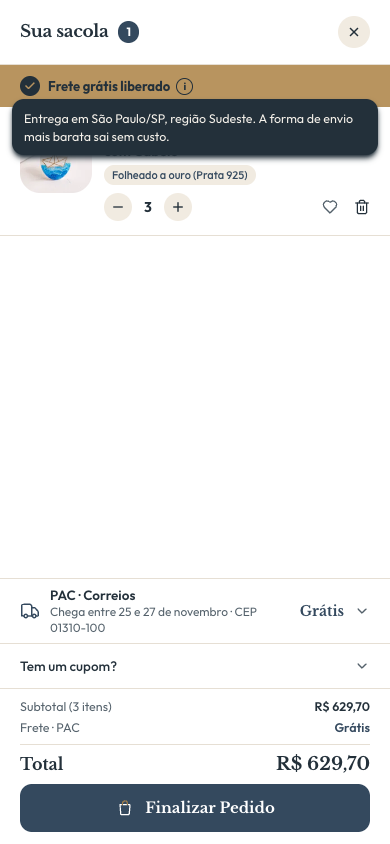 Sua sacola 1
Frete grátis liberado
Entrega em São Paulo/SP, região Sudeste. A forma de envio
mais barata sai sem custo.
Folheado a ouro (Prata 925)
3
PAC · Correios
Chega entre 25 e 27 de novembro · CEP
01310-100
Grátis
Tem um cupom?
Subtotal (3 itens) R$ 629,70
Frete · PAC Grátis
Total R$ 629,70
Finalizar Pedido